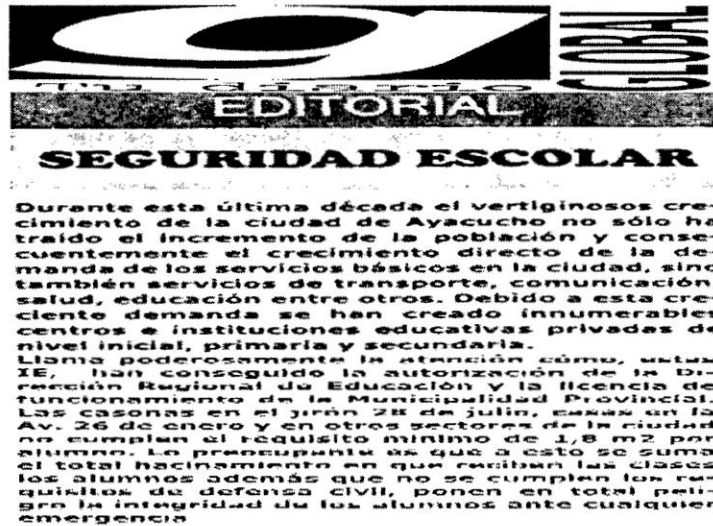 GLOBAL
Tu diario
EDITORIAL
SEGURIDAD ESCOLAR
Durante esta última década el vertiginosos cre-
cimiento de la ciudad de Ayacucho no sólo ha
traído el incremento de la población y conse-
cuentemente el crecimiento directo de la de-
manda de los servicios básicos en la ciudad, sino
también servicios de transporte, comunicación,
salud, educación entre otros. Debido a esta cre-
ciente demanda se han creado innumerables
centros e instituciones educativas privadas de
nivel inicial, primaria y secundaria.
Llama poderosamente la atención cómo, estas
IE, han conseguido la autorización de la Di-
rección Regional de Educación y la licencia de
funcionamiento de la Municipalidad Provincial.
Las casonas en el jirón 28 de julio, casas en la
Av. 26 de enero y en otros sectores de la ciudad
no cumplen el requisito mínimo de 1,8 m2 por
alumno. Lo preocupante es que a esto se suma
el total hacinamiento en que reciben las clases
los alumnos además que no se cumplen los re-
quisitos de defensa civil, ponen en total peli-
gro la integridad de los alumnos ante cualquier
emergencia